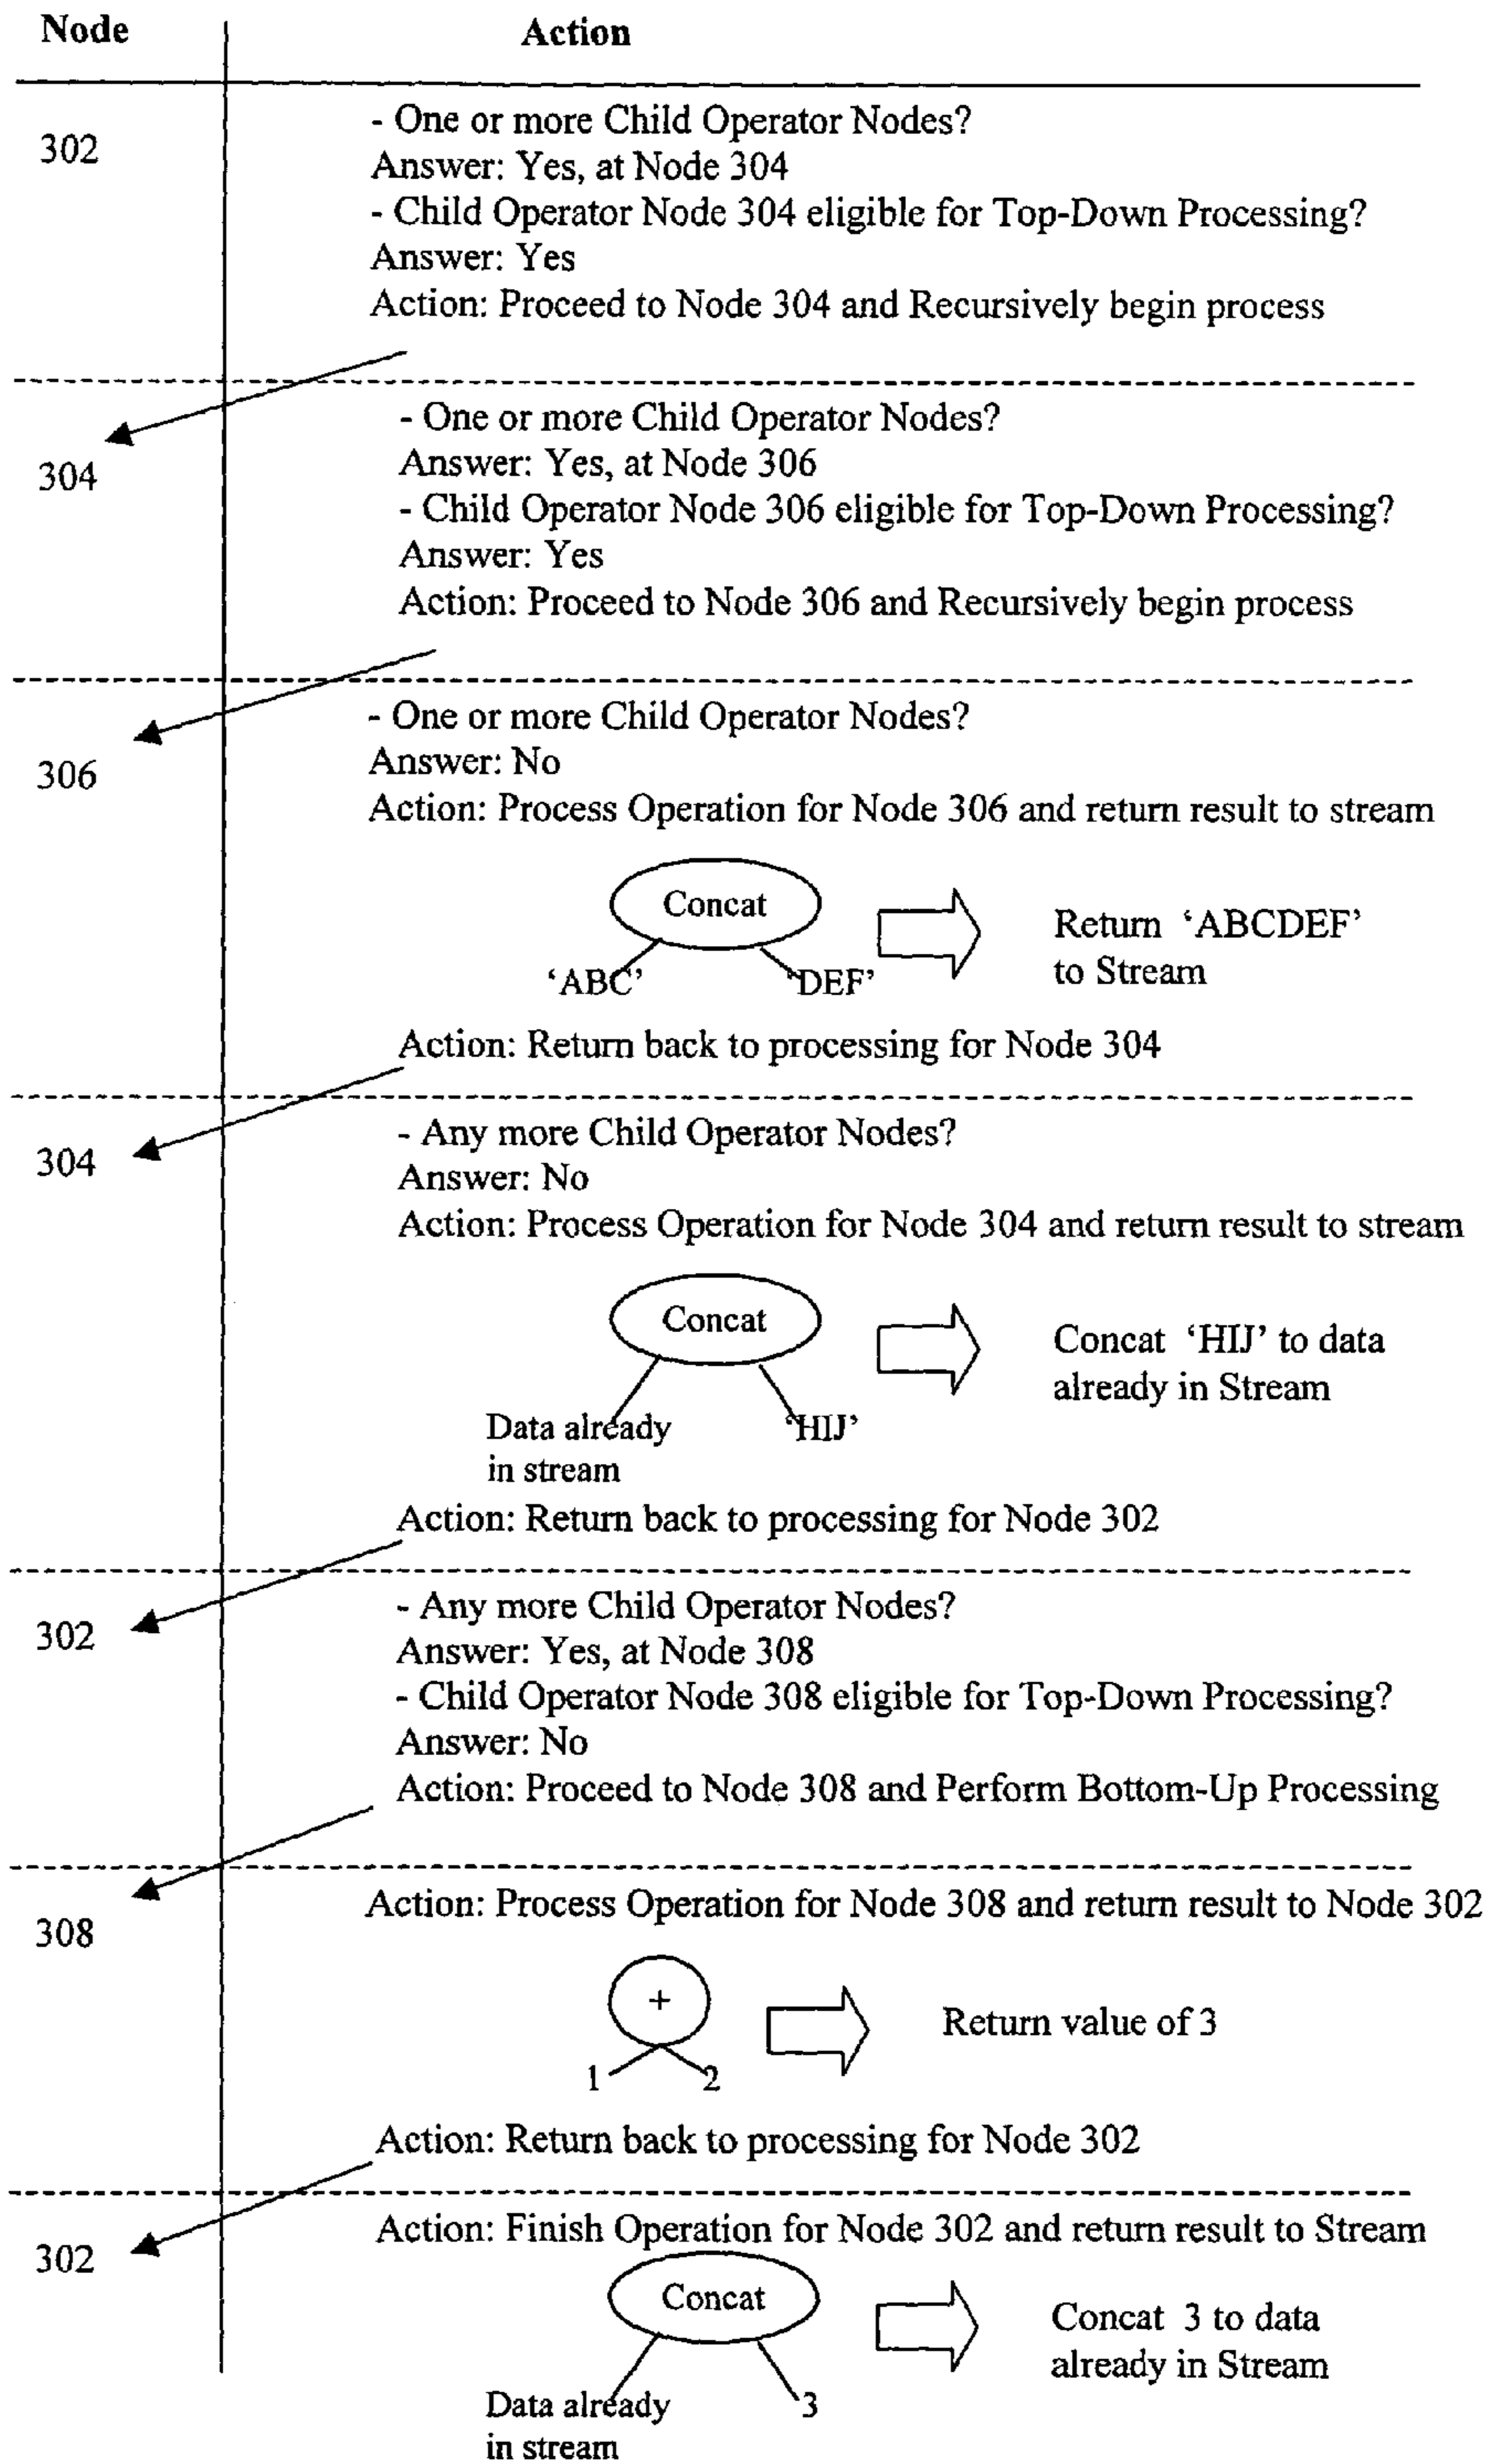 Node Action
302
- One or more Child Operator Nodes?
Answer: Yes, at Node 304
- Child Operator Node 304 eligible for Top-Down Processing?
Answer: Yes
Action: Proceed to Node 304 and Recursively begin process
304
- One or more Child Operator Nodes?
Answer: Yes, at Node 306
- Child Operator Node 306 eligible for Top-Down Processing?
Answer: Yes
Action: Proceed to Node 306 and Recursively begin process
306
- One or more Child Operator Nodes?
Answer: No
Action: Process Operation for Node 306 and return result to stream
Concat
‘ABC’ ‘DEF’
Return ‘ABCDEF’
to Stream
Action: Return back to processing for Node 304
304
- Any more Child Operator Nodes?
Answer: No
Action: Process Operation for Node 304 and return result to stream
Concat
Data already
in stream
‘HIJ’
Concat ‘HIJ’ to data
already in Stream
Action: Return back to processing for Node 302
302
- Any more Child Operator Nodes?
Answer: Yes, at Node 308
- Child Operator Node 308 eligible for Top-Down Processing?
Answer: No
Action: Proceed to Node 308 and Perform Bottom-Up Processing
308
Action: Process Operation for Node 308 and return result to Node 302
+
1 2
Return value of 3
Action: Return back to processing for Node 302
302
Action: Finish Operation for Node 302 and return result to Stream
Concat
Data already
in stream
3
Concat 3 to data
already in Stream